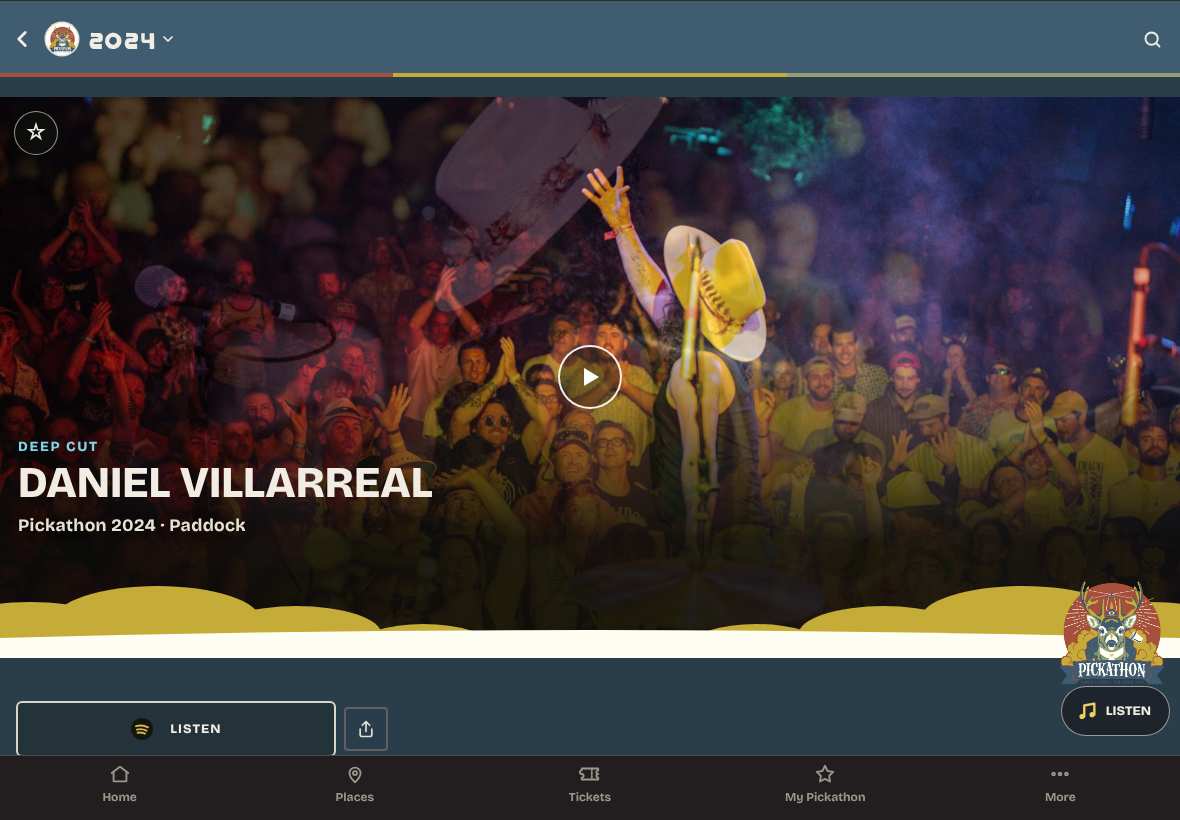 2024
DEEP CUT
DANIEL VILLARREAL
Pickathon 2024 · Paddock
PICKATHON
LISTEN
LISTEN
Home
Places
Tickets
My Pickathon
More